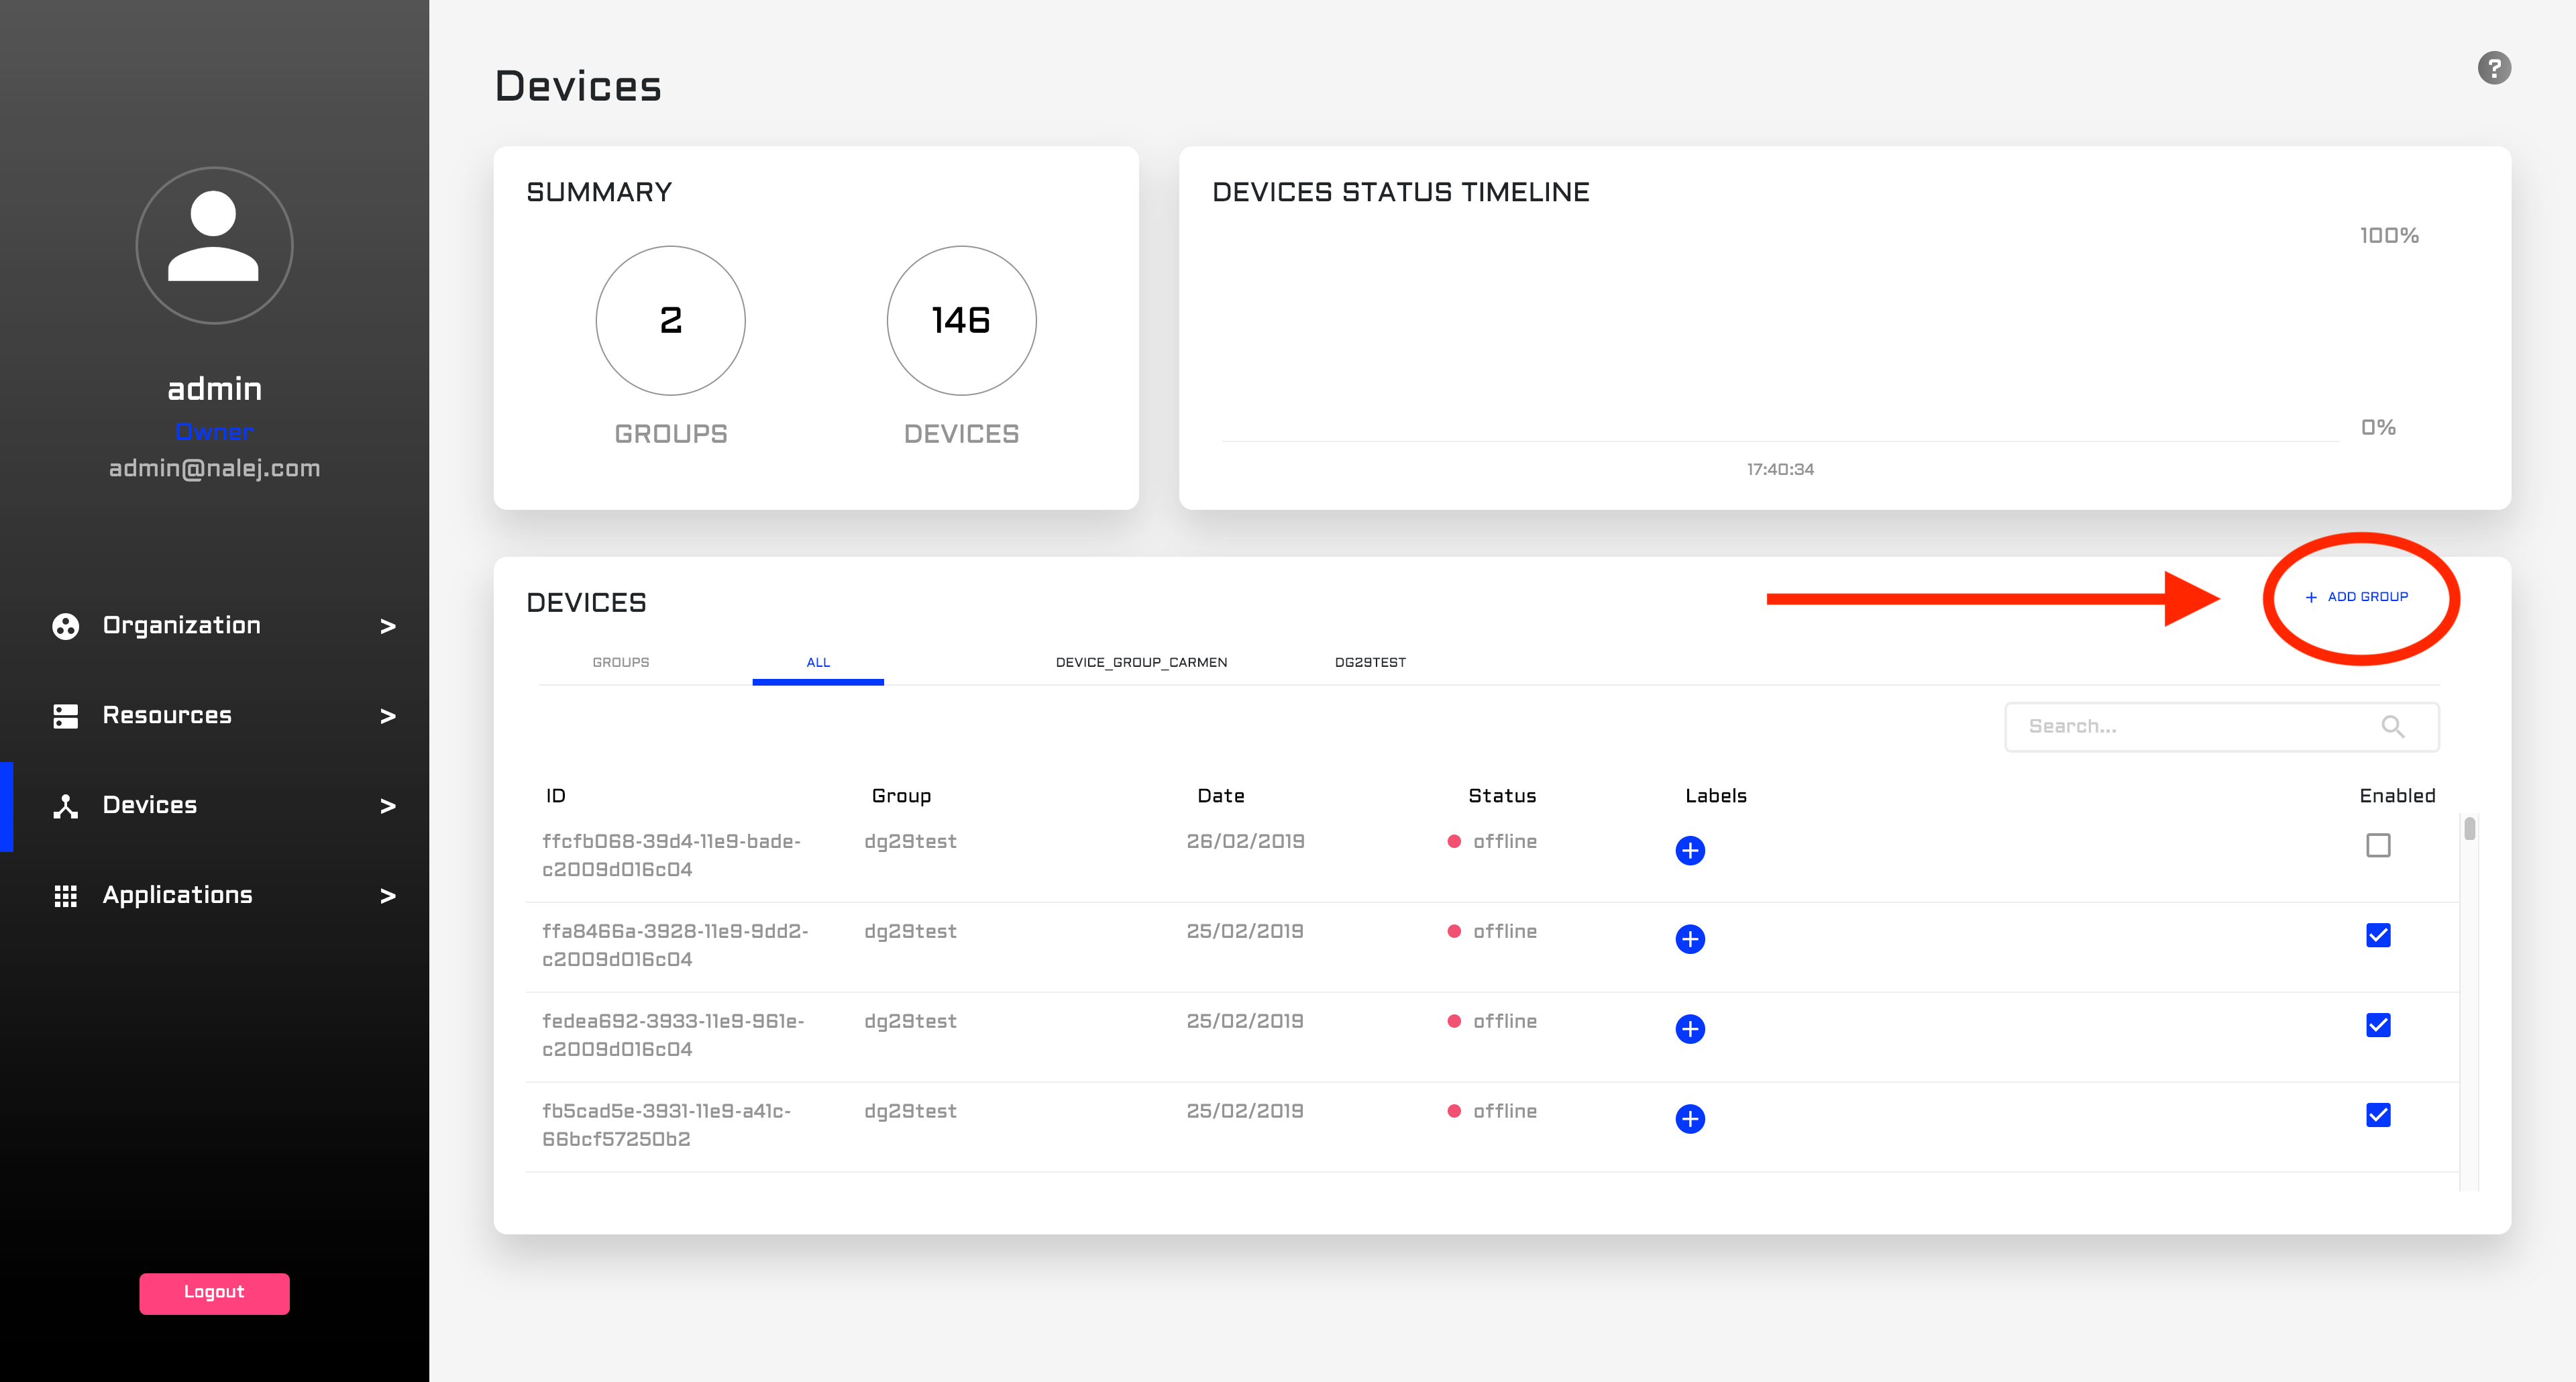 admin
Owner
admin@nalej.com
Organization >
Resources >
Devices >
Applications >
Logout
Devices
?
SUMMARY
2
146
GROUPS
DEVICES
DEVICES STATUS TIMELINE
100%
0%
17:40:34
DEVICES
+ ADD GROUP
GROUPS ALL DEVICE_GROUP_CARMEN DG29TEST
Search...
ID Group Date Status Labels Enabled
ffcfb068-39d4-11e9-bade- dg29test 26/02/2019 offline
c2009d016c04
ffa8466a-3928-11e9-9dd2- dg29test 25/02/2019 offline
c2009d016c04
fedea692-3933-11e9-961e- dg29test 25/02/2019 offline
c2009d016c04
fb5cad5e-3931-11e9-a41c- dg29test 25/02/2019 offline
66bcf57250b2